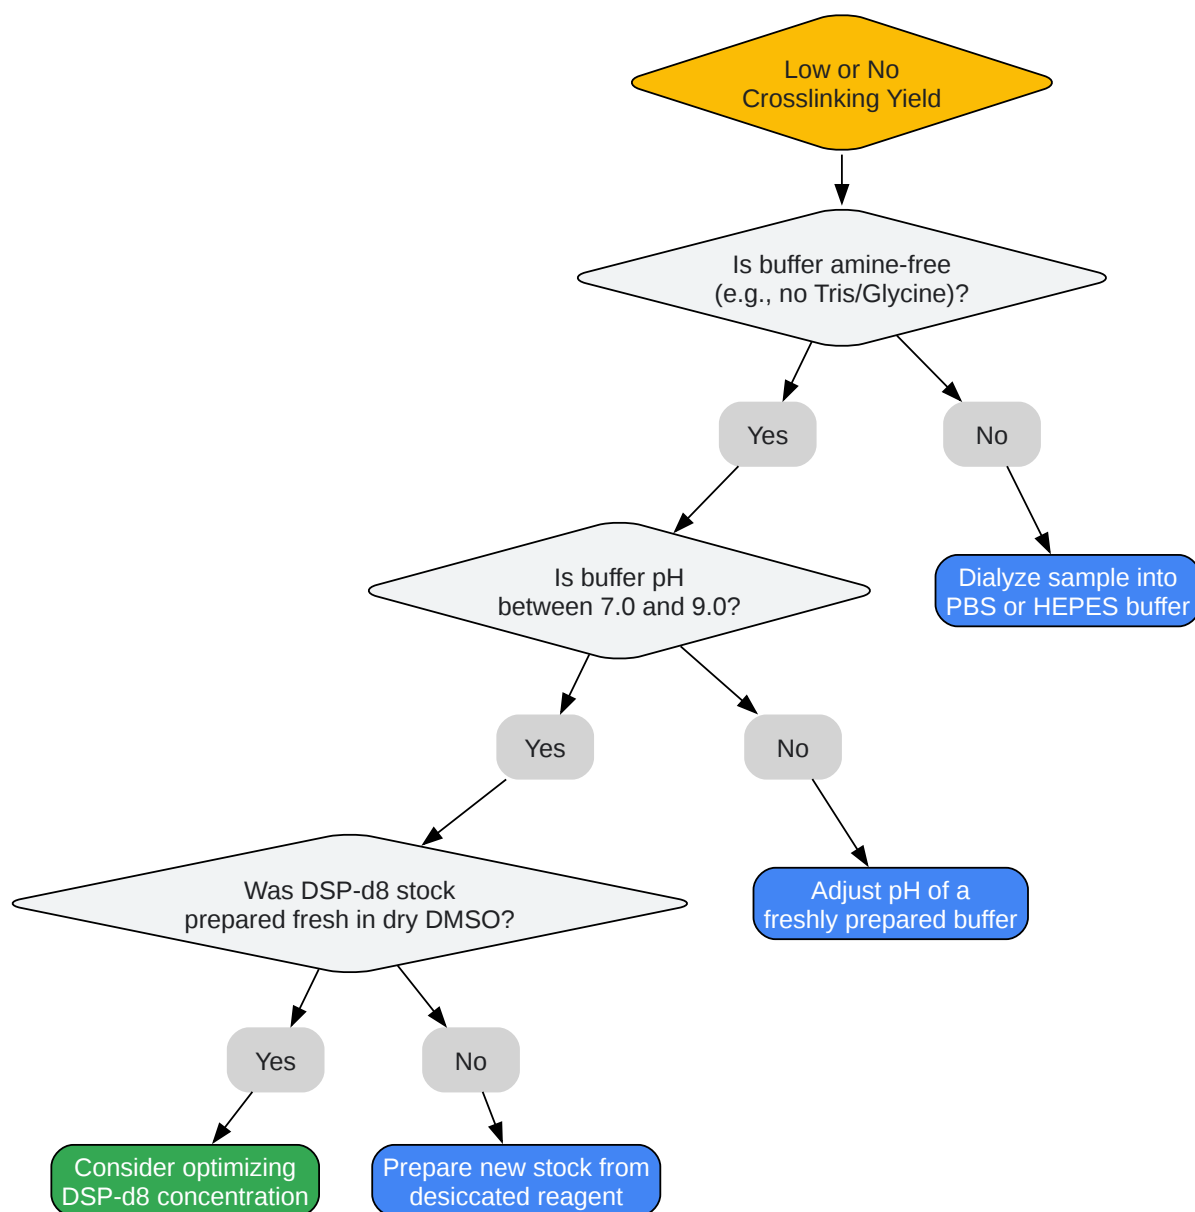 Low or No
Crosslinking Yield
Is buffer amine-free
(e.g., no Tris/Glycine)?
Yes
No
Is buffer pH
between 7.0 and 9.0?
Dialyze sample into
PBS or HEPES buffer
Yes
No
Was DSP-d8 stock
prepared fresh in dry DMSO?
Adjust pH of a
freshly prepared buffer
Yes
No
Consider optimizing
DSP-d8 concentration
Prepare new stock from
desiccated reagent